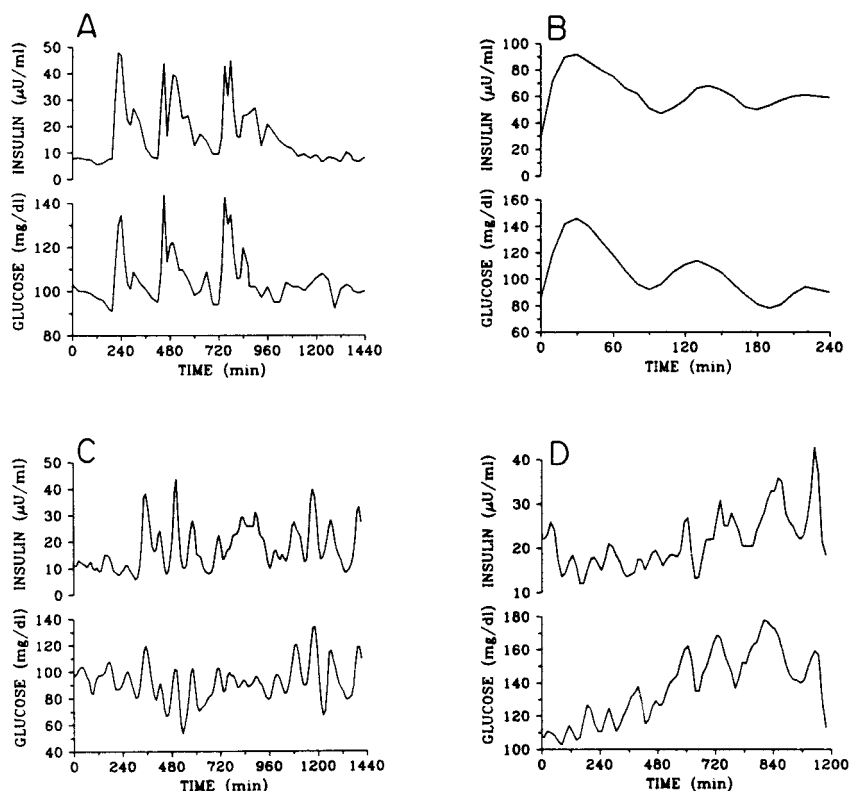 A
INSULIN (μU/ml)
50
40
30
20
10
0
GLUCOSE (mg/dl)
140
120
100
80
0 240 480 720 960 1200 1440
TIME (min)
B
INSULIN (μU/ml)
100
80
60
40
20
0
GLUCOSE (mg/dl)
160
140
120
100
80
60
0 60 120 180 240
TIME (min)
C
INSULIN (μU/ml)
50
40
30
20
10
0
GLUCOSE (mg/dl)
140
120
100
80
60
40
0 240 480 720 960 1200 1440
TIME (min)
D
INSULIN (μU/ml)
40
30
20
10
GLUCOSE (mg/dl)
180
160
140
120
100
0 240 480 720 840 1200
TIME (min)